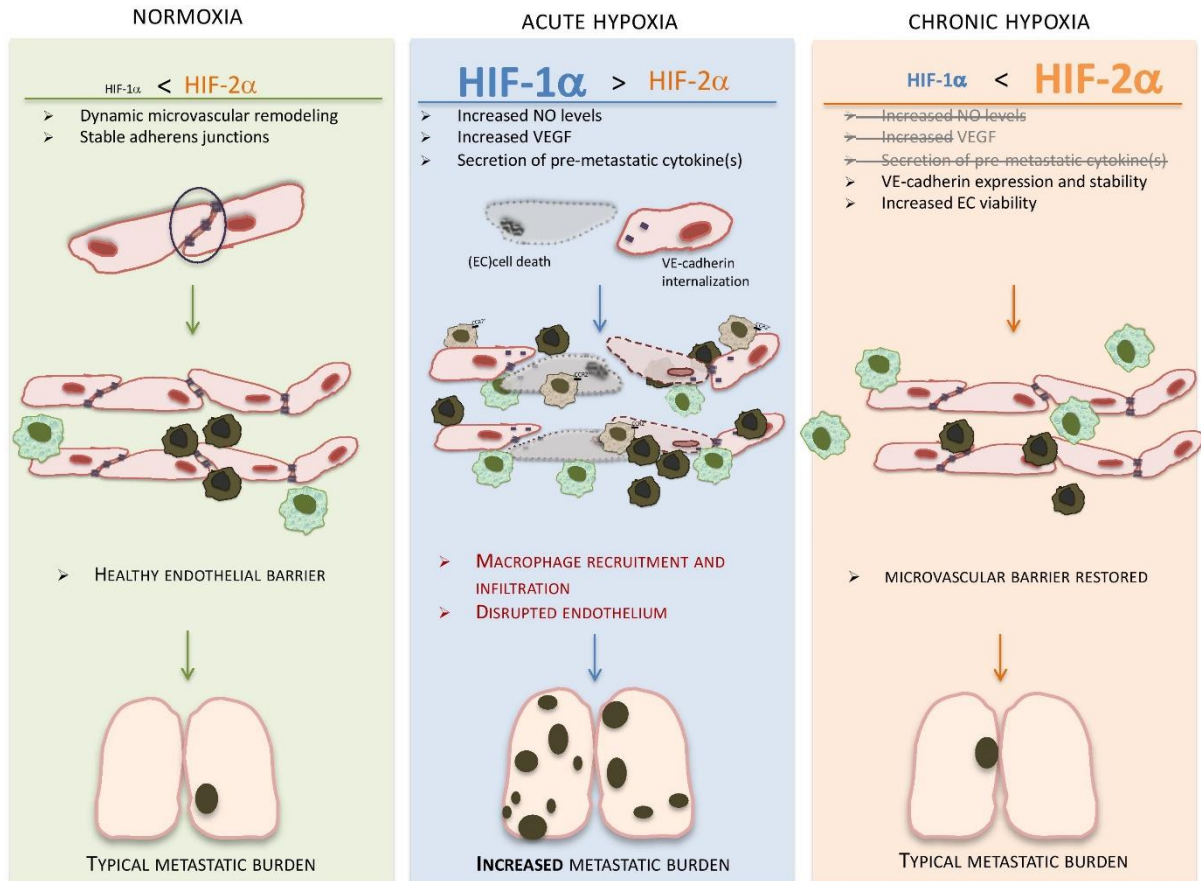 NORMOXIA
HIF-1α < HIF-2α
➢ Dynamic microvascular remodeling
➢ Stable adherens junctions
➢ HEALTHY ENDOTHELIAL BARRIER
TYPICAL METASTATIC BURDEN
ACUTE HYPOXIA
HIF-1α > HIF-2α
➢ Increased NO levels
➢ Increased VEGF
➢ Secretion of pre-metastatic cytokine(s)
(EC)cell death
VE-cadherin
internalization
CCR2⁺
CCR2⁺
➢ MACROPHAGE RECRUITMENT AND
INFILTRATION
➢ DISRUPTED ENDOTHELIUM
INCREASED METASTATIC BURDEN
CHRONIC HYPOXIA
HIF-1α < HIF-2α
➢ Increased NO levels
➢ Increased VEGF
➢ Secretion of pre-metastatic cytokine(s)
➢ VE-cadherin expression and stability
➢ Increased EC viability
➢ MICROVASCULAR BARRIER RESTORED
TYPICAL METASTATIC BURDEN